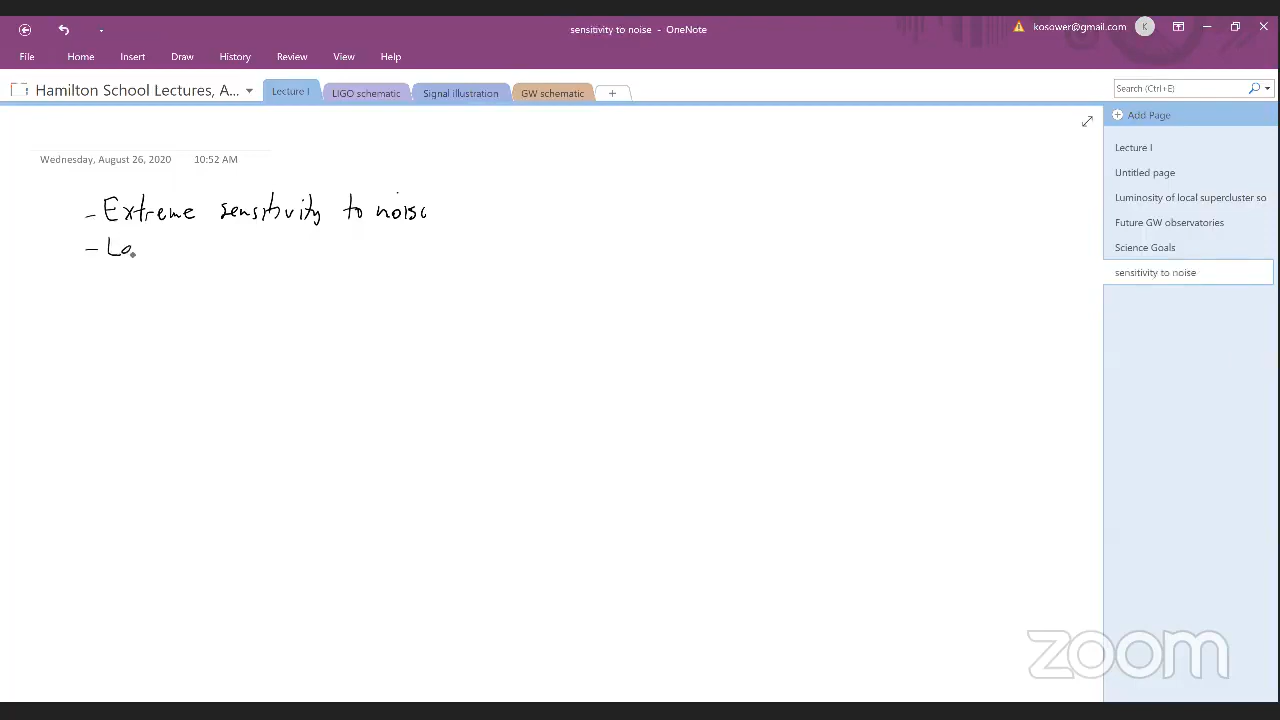 sensitivity to noise - OneNote
kosower@gmail.com K
File Home Insert Draw History Review View Help
Hamilton School Lectures, A...
Lecture I LIGO schematic Signal illustration GW schematic +
Search (Ctrl+E)
Add Page
Wednesday, August 26, 2020 10:52 AM
- Extreme sensitivity to noise
- Lo
Lecture I
Untitled page
Luminosity of local supercluster so
Future GW observatories
Science Goals
sensitivity to noise
zoom